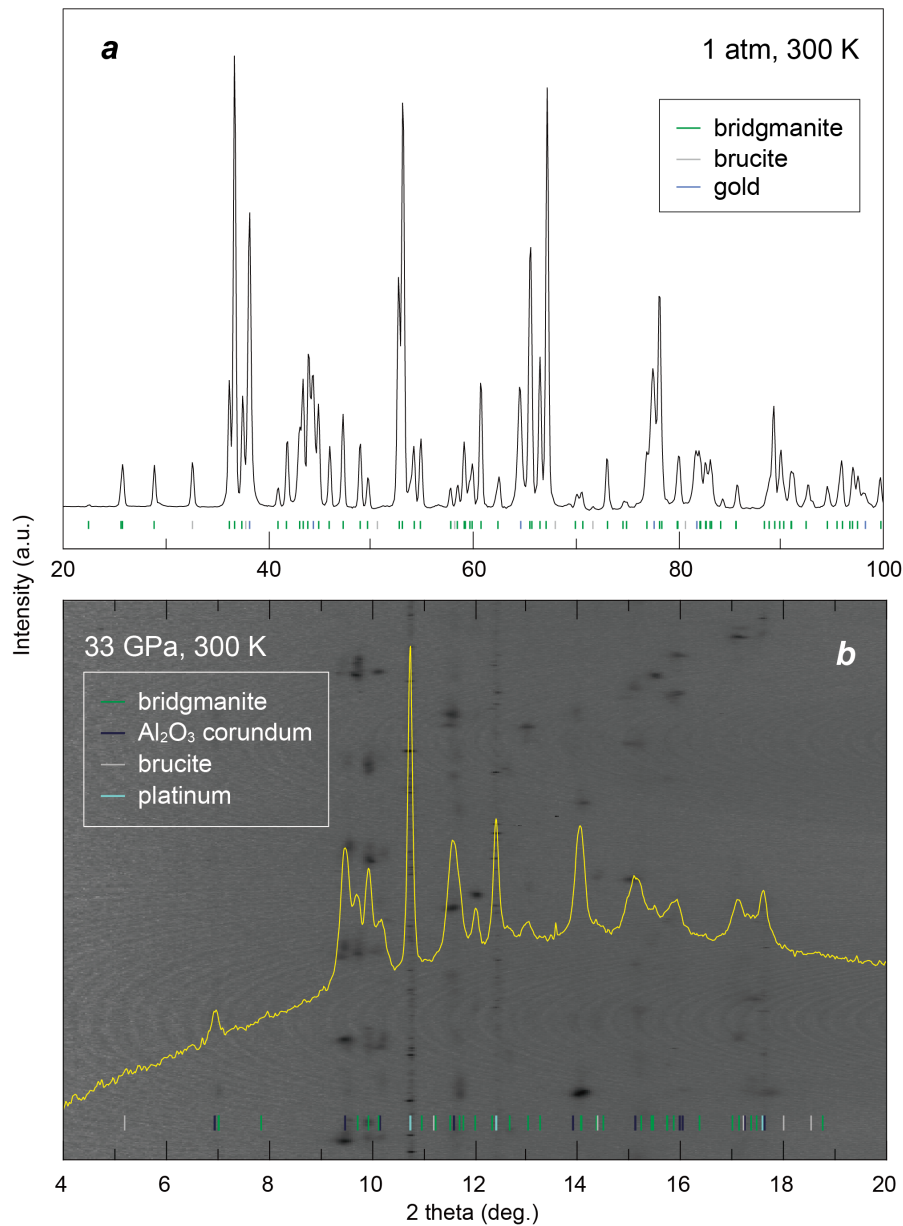 a
1 atm, 300 K
bridgmanite
brucite
gold
20 40 60 80 100
Intensity (a.u.)
33 GPa, 300 K
b
bridgmanite
Al₂O₃ corundum
brucite
platinum
4 6 8 10 12 14 16 18 20
2 theta (deg.)